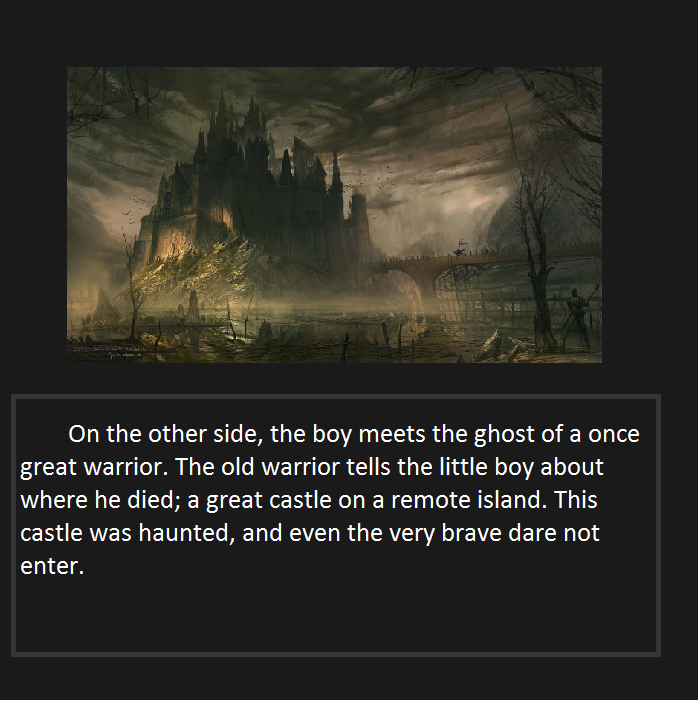 On the other side, the boy meets the ghost of a once
great warrior. The old warrior tells the little boy about
where he died; a great castle on a remote island. This
castle was haunted, and even the very brave dare not
enter.